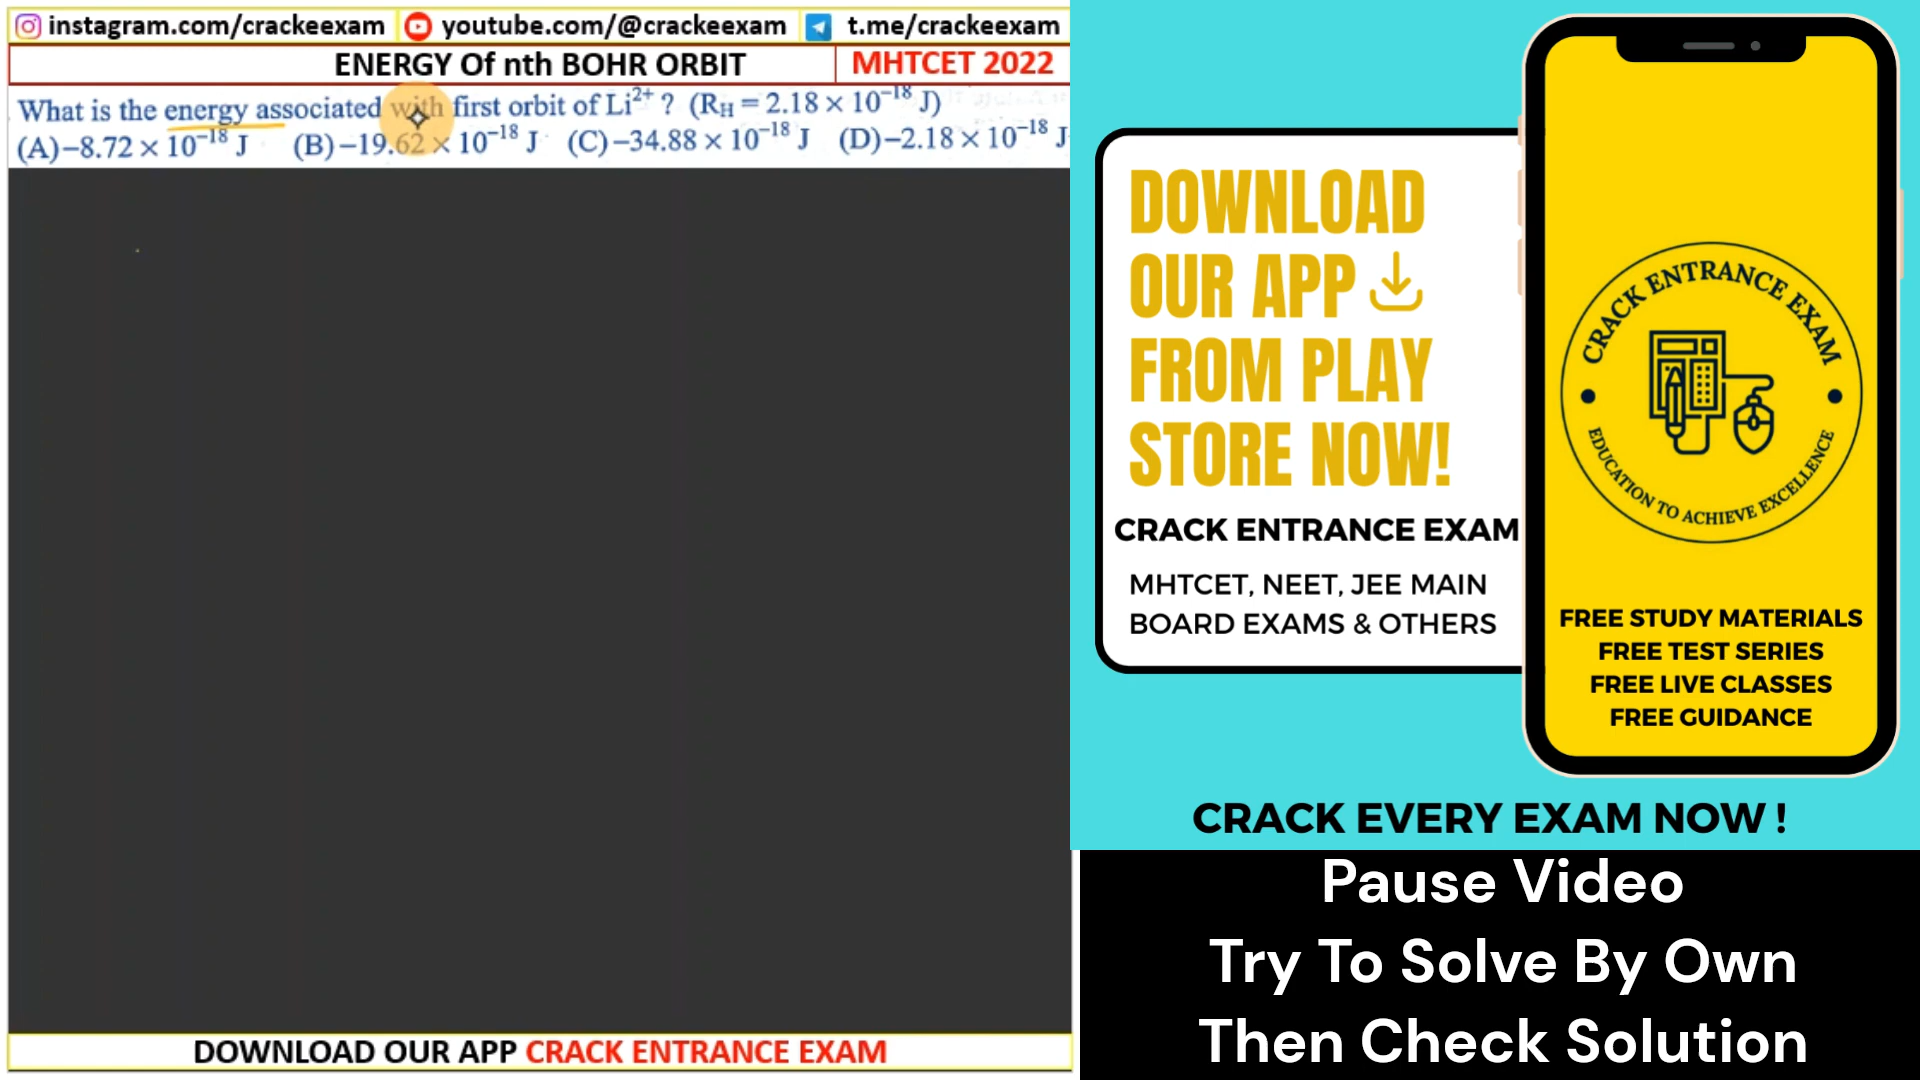 instagram.com/crackeexam youtube.com/@crackeexam t.me/crackeexam
ENERGY Of nth BOHR ORBIT MHTCET 2022
What is the energy associated with first orbit of Li²⁺ ? (R_H = 2.18 × 10⁻¹⁸ J)
(A) –8.72 × 10⁻¹⁸ J (B) –19.62 × 10⁻¹⁸ J (C) –34.88 × 10⁻¹⁸ J (D) –2.18 × 10⁻¹⁸ J
DOWNLOAD OUR APP CRACK ENTRANCE EXAM
DOWNLOAD
OUR APP
FROM PLAY
STORE NOW!
CRACK ENTRANCE EXAM
MHTCET, NEET, JEE MAIN
BOARD EXAMS & OTHERS
CRACK ENTRANCE EXAM
EDUCATION TO ACHIEVE EXCELLENCE
FREE STUDY MATERIALS
FREE TEST SERIES
FREE LIVE CLASSES
FREE GUIDANCE
CRACK EVERY EXAM NOW !
Pause Video
Try To Solve By Own
Then Check Solution